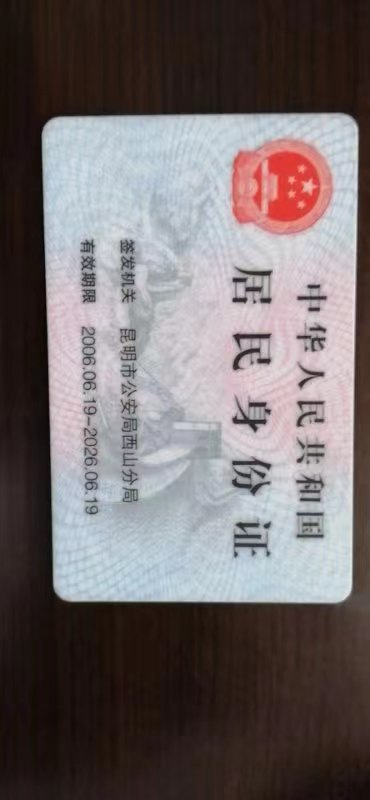 中华人民共和国
居民身份证
签发机关 昆明市公安局西山分局
有效期限 2006.06.19-2026.06.19